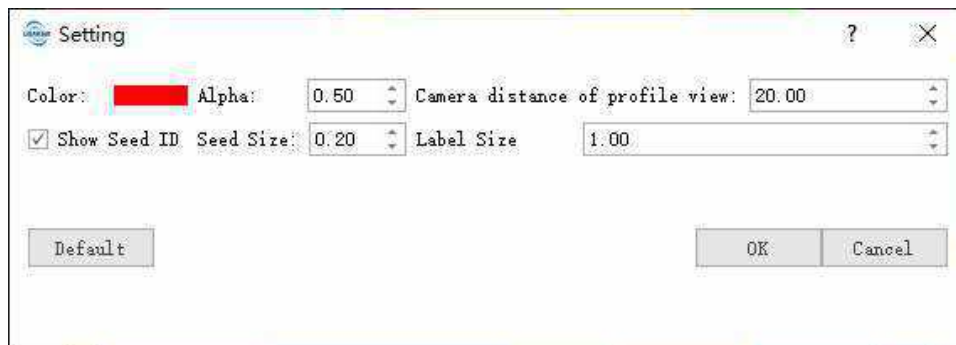 Setting ?
Color: Alpha: 0.50 Camera distance of profile view: 20.00
Show Seed ID Seed Size: 0.20 Label Size 1.00
Default OK Cancel